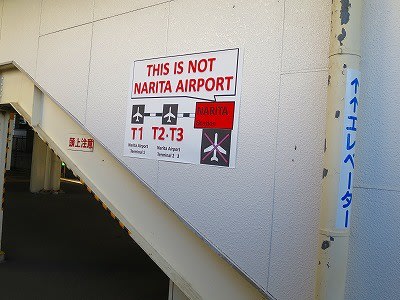 THIS IS NOT
NARITA AIRPORT
NARITA
T1 T2・T3
Narita Airport
Terminal 1
Narita Airport
Terminal 2・3
頭上注意
↑↑エレベーター